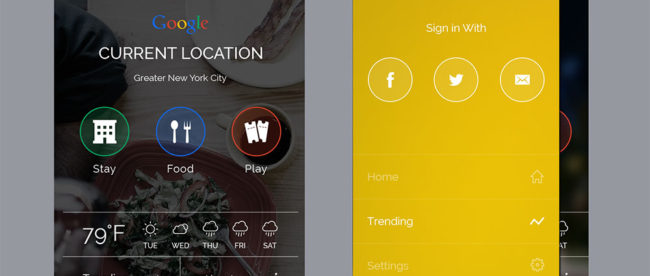 Google
CURRENT LOCATION
Greater New York City
Stay
Food
Play
79°F
TUE
WED
THU
FRI
SAT
Trending
Sign in With
Home
Trending
Settings